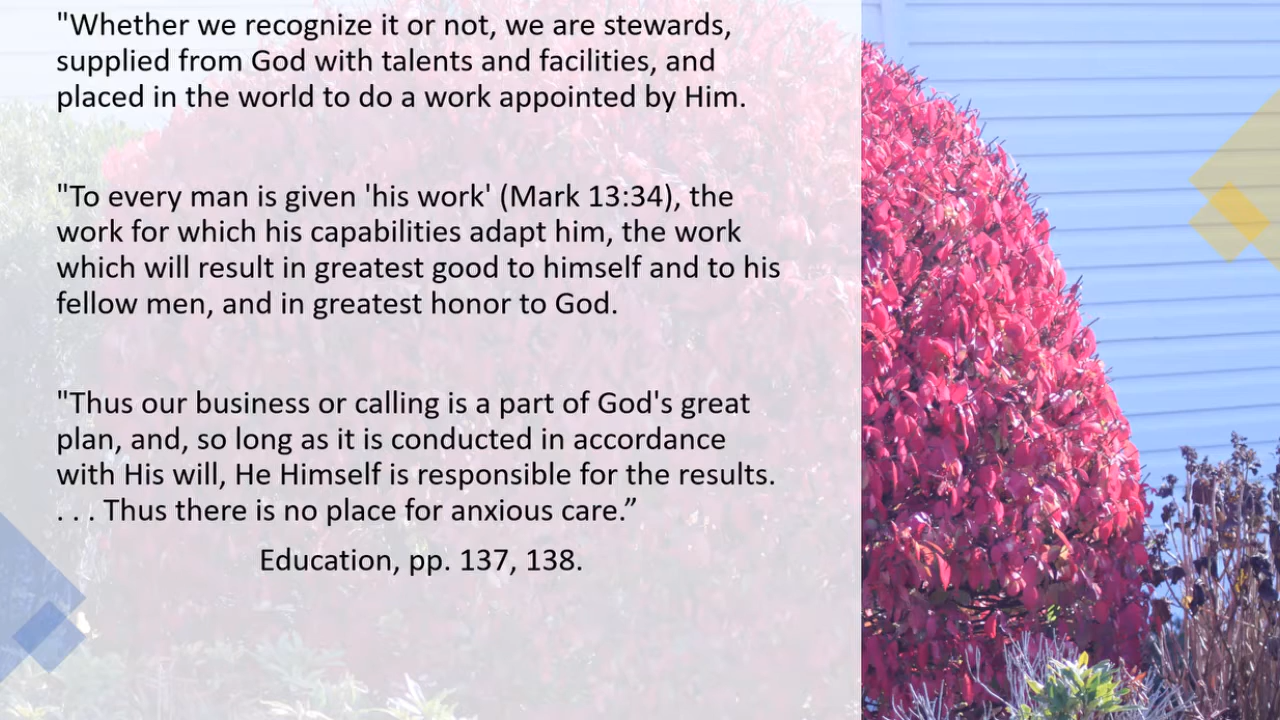 "Whether we recognize it or not, we are stewards,
supplied from God with talents and facilities, and
placed in the world to do a work appointed by Him.
"To every man is given 'his work' (Mark 13:34), the
work for which his capabilities adapt him, the work
which will result in greatest good to himself and to his
fellow men, and in greatest honor to God.
"Thus our business or calling is a part of God's great
plan, and, so long as it is conducted in accordance
with His will, He Himself is responsible for the results.
. . . Thus there is no place for anxious care.”
Education, pp. 137, 138.